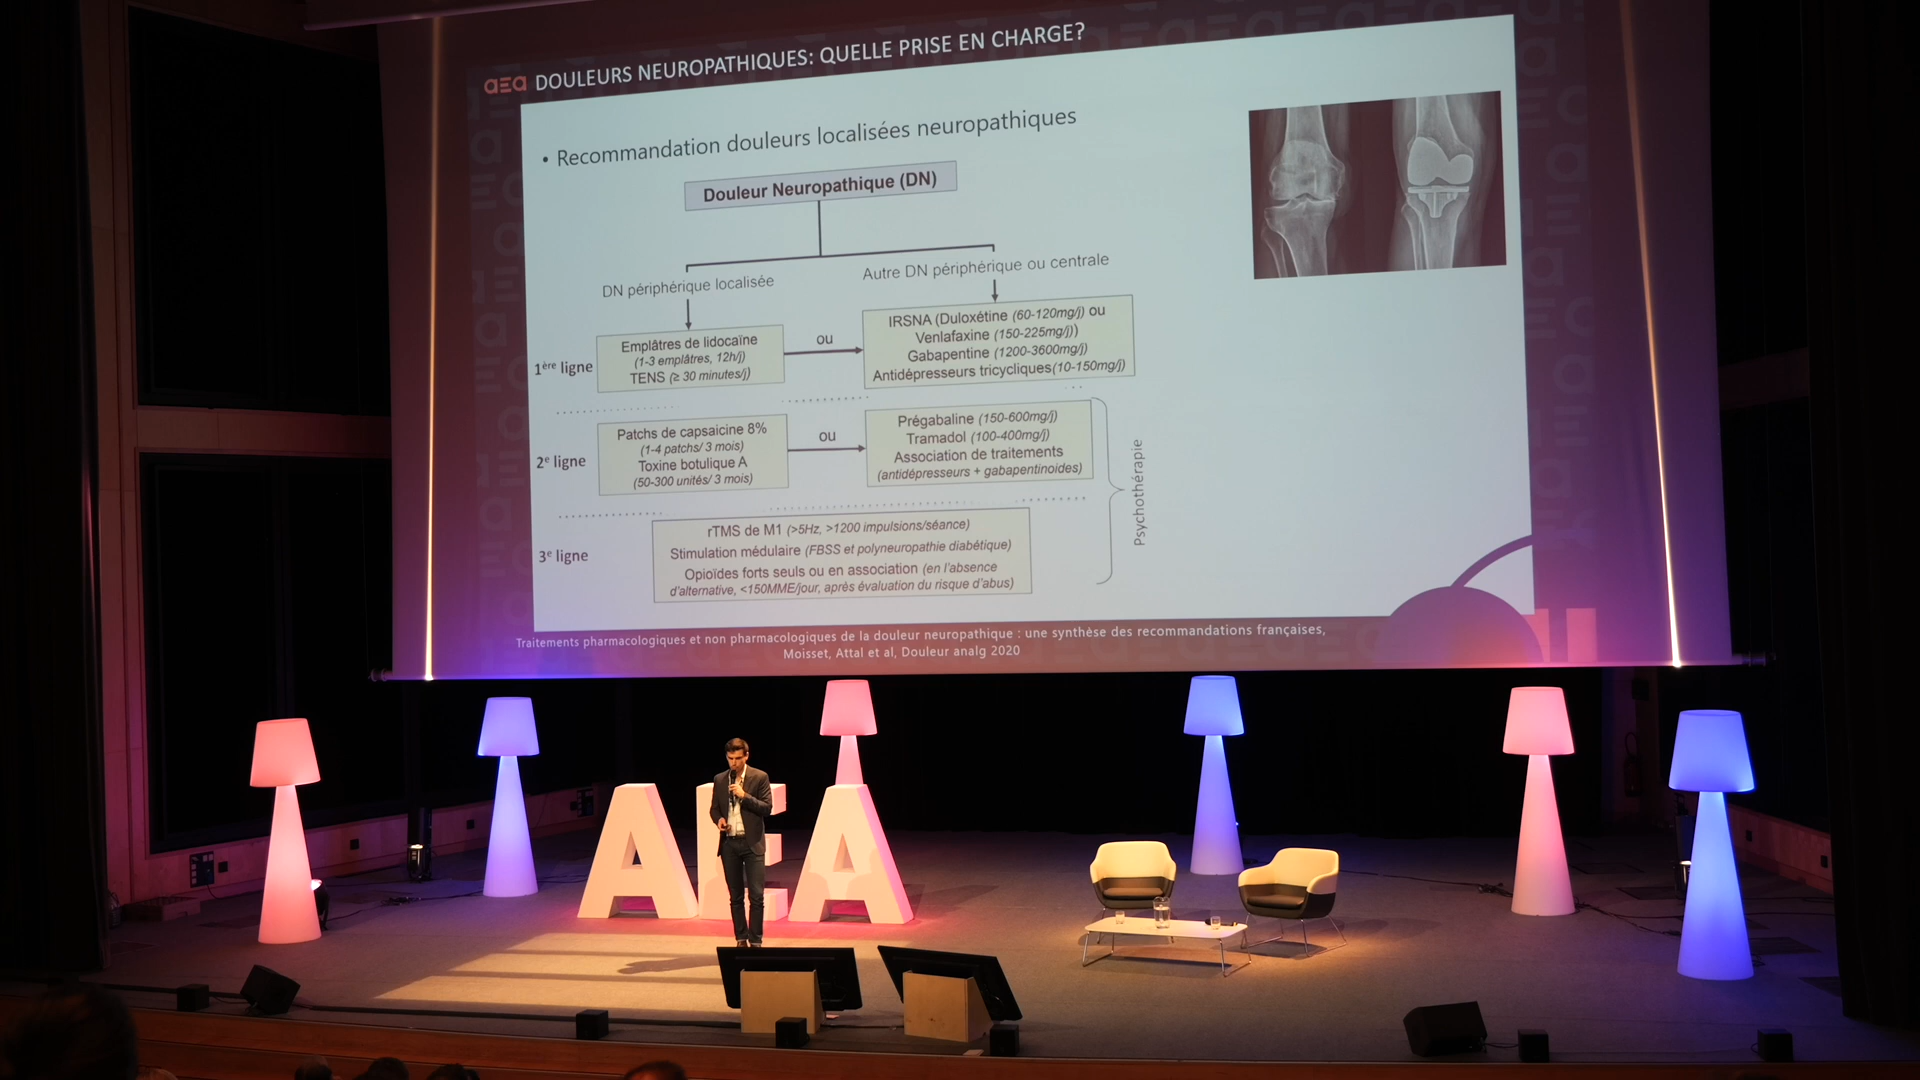 aea DOULEURS NEUROPATHIQUES: QUELLE PRISE EN CHARGE?
• Recommandation douleurs localisées neuropathiques
Douleur Neuropathique (DN)
DN périphérique localisée
Autre DN périphérique ou centrale
1ère ligne
Emplâtres de lidocaïne
(1-3 emplâtres, 12h/j)
TENS (≥ 30 minutes/j)
ou
IRSNA (Duloxétine (60-120mg/j) ou
Venlafaxine (150-225mg/j))
Gabapentine (1200-3600mg/j)
Antidépresseurs tricycliques(10-150mg/j)
2e ligne
Patchs de capsaicine 8%
(1-4 patchs/ 3 mois)
Toxine botulique A
(50-300 unités/ 3 mois)
ou
Prégabaline (150-600mg/j)
Tramadol (100-400mg/j)
Association de traitements
(antidépresseurs + gabapentinoides)
Psychothérapie
3e ligne
rTMS de M1 (>5Hz, >1200 impulsions/séance)
Stimulation médulaire (FBSS et polyneuropathie diabétique)
Opioïdes forts seuls ou en association (en l'absence
d'alternative, <150MME/jour, après évaluation du risque d'abus)
Traitements pharmacologiques et non pharmacologiques de la douleur neuropathique : une synthèse des recommandations françaises,
Moisset, Attal et al, Douleur analg 2020
AEA